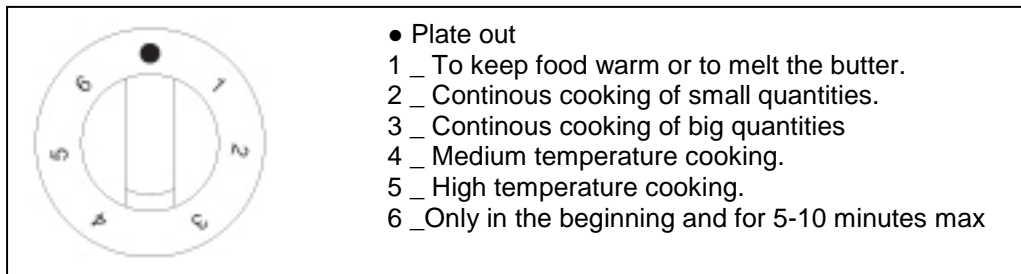 ● Plate out
1 _ To keep food warm or to melt the butter.
2 _ Continous cooking of small quantities.
3 _ Continous cooking of big quantities
4 _ Medium temperature cooking.
5 _ High temperature cooking.
6 _Only in the beginning and for 5-10 minutes max
1
2
3
4
5
6